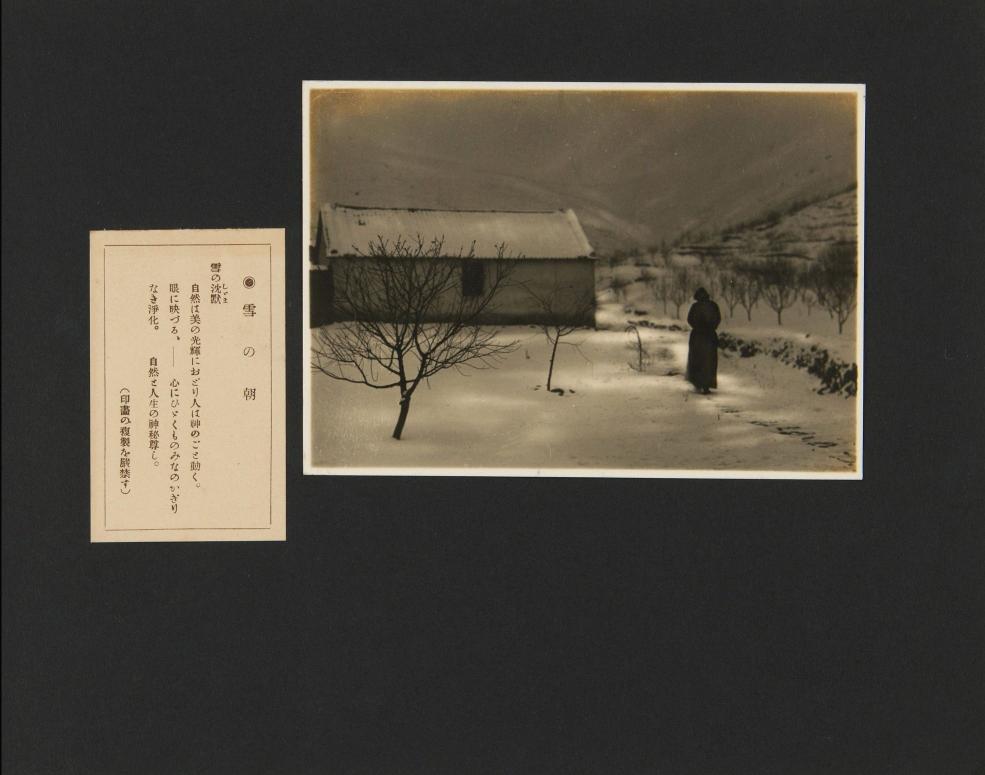 ◉雪の朝
雪の沈默
しゞま
自然は美の光輝におどり人は神のごと動く。
眼に映づる、── 心にひゞくものみなのかぎり
なき淨化。 自然と人生の神秘尊し。
(印畫の複製を嚴禁す)